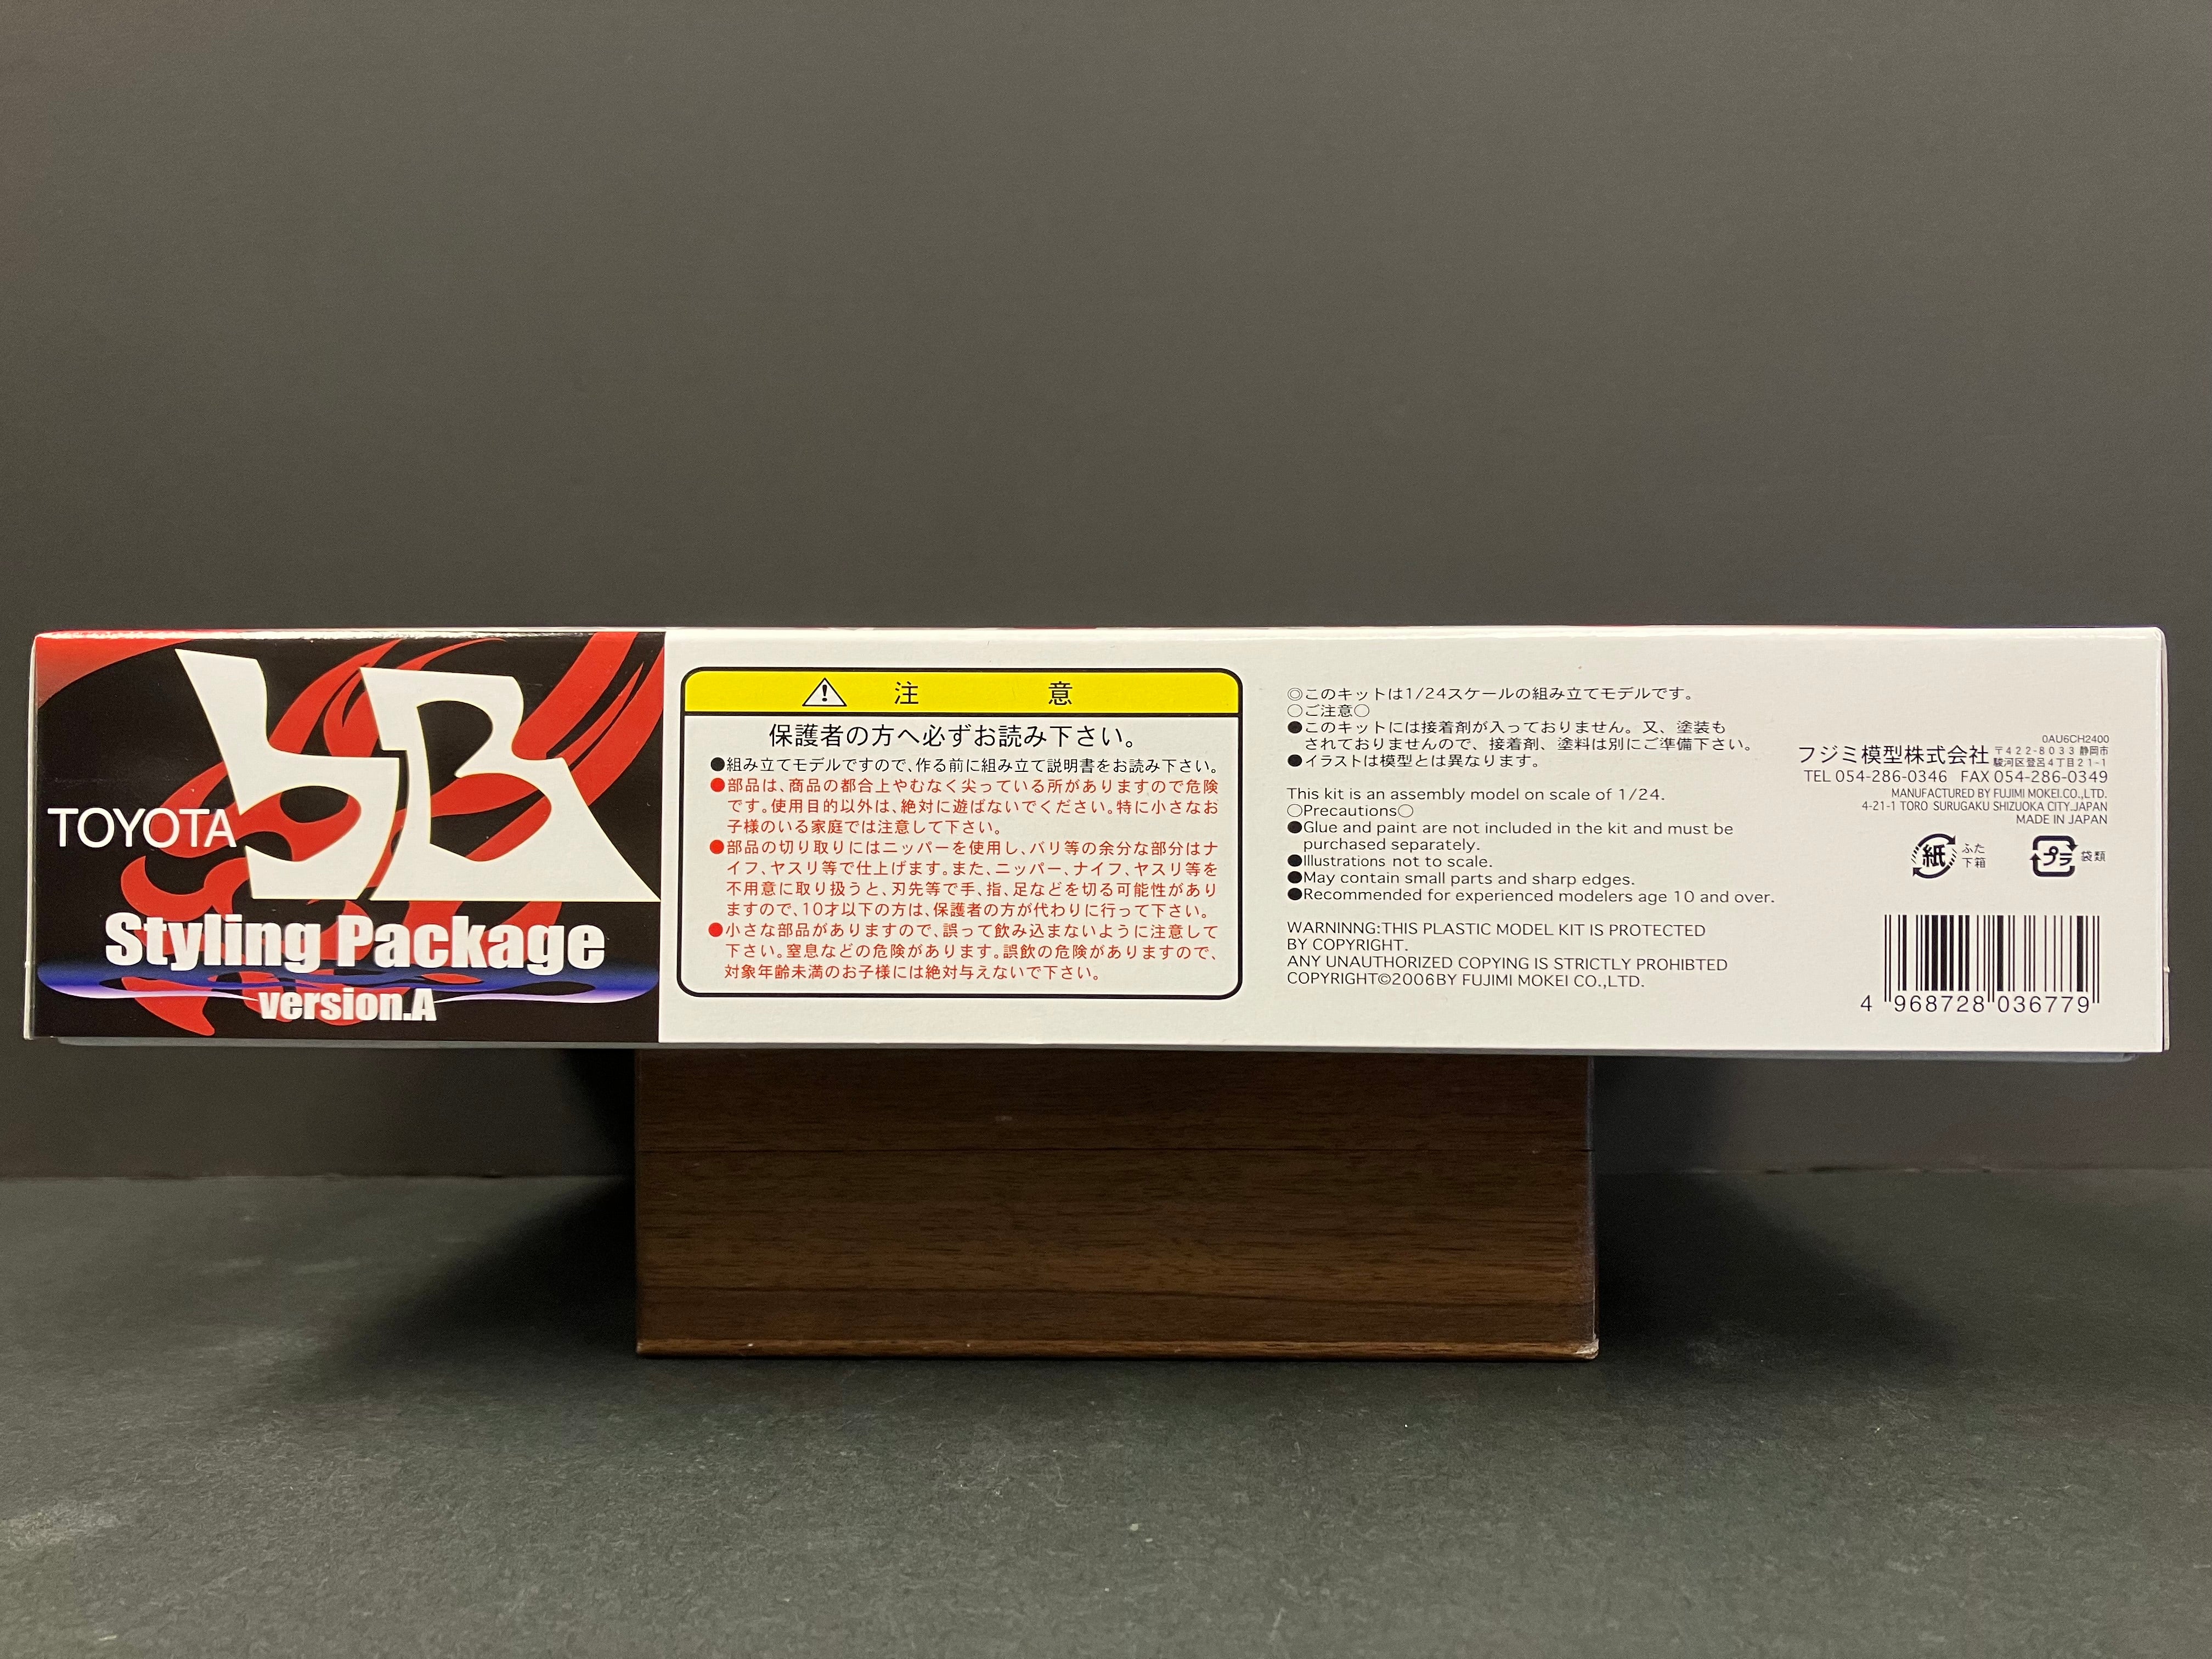 bB
TOYOTA
Styling Package
version.A
注 意
保護者の方へ必ずお読み下さい。
●組み立てモデルですので、作る前に組み立て説明書をお読み下さい。
●部品は、商品の都合上やむなく尖っている所がありますので危険
です。使用目的以外は、絶対に遊ばないでください。特に小さなお
子様のいる家庭では注意して下さい。
●部品の切り取りにはニッパーを使用し、バリ等の余分な部分はナ
イフ、ヤスリ等で仕上げます。また、ニッパー、ナイフ、ヤスリ等を
不用意に取り扱うと、刃先等で手、指、足などを切る可能性があり
ますので、10才以下の方は、保護者の方が代わりに行って下さい。
●小さな部品がありますので、誤って飲み込まないように注意して
下さい。窒息などの危険があります。誤飲の危険がありますので、
対象年齢未満のお子様には絶対与えないで下さい。
◎このキットは1/24スケールの組み立てモデルです。
○ご注意○
●このキットには接着剤が入っておりません。又、塗装も
されておりませんので、接着剤、塗料は別にご準備下さい。
●イラストは模型とは異なります。
This kit is an assembly model on scale of 1/24.
○Precautions○
●Glue and paint are not included in the kit and must be
purchased separately.
●Illustrations not to scale.
●May contain small parts and sharp edges.
●Recommended for experienced modelers age 10 and over.
WARNINNG:THIS PLASTIC MODEL KIT IS PROTECTED
BY COPYRIGHT.
ANY UNAUTHORIZED COPYING IS STRICTLY PROHIBTED
COPYRIGHT©2006BY FUJIMI MOKEI CO.,LTD.
0AU6CH2400
フジミ模型株式会社 〒422-8033 静岡市
駿河区登呂4丁目21-1
TEL 054-286-0346 FAX 054-286-0349
MANUFACTURED BY FUJIMI MOKEI.CO.,LTD.
4-21-1 TORO SURUGAKU SHIZUOKA CITY.JAPAN
MADE IN JAPAN
紙 ふた
下箱
プラ 袋類
4 968728 036779